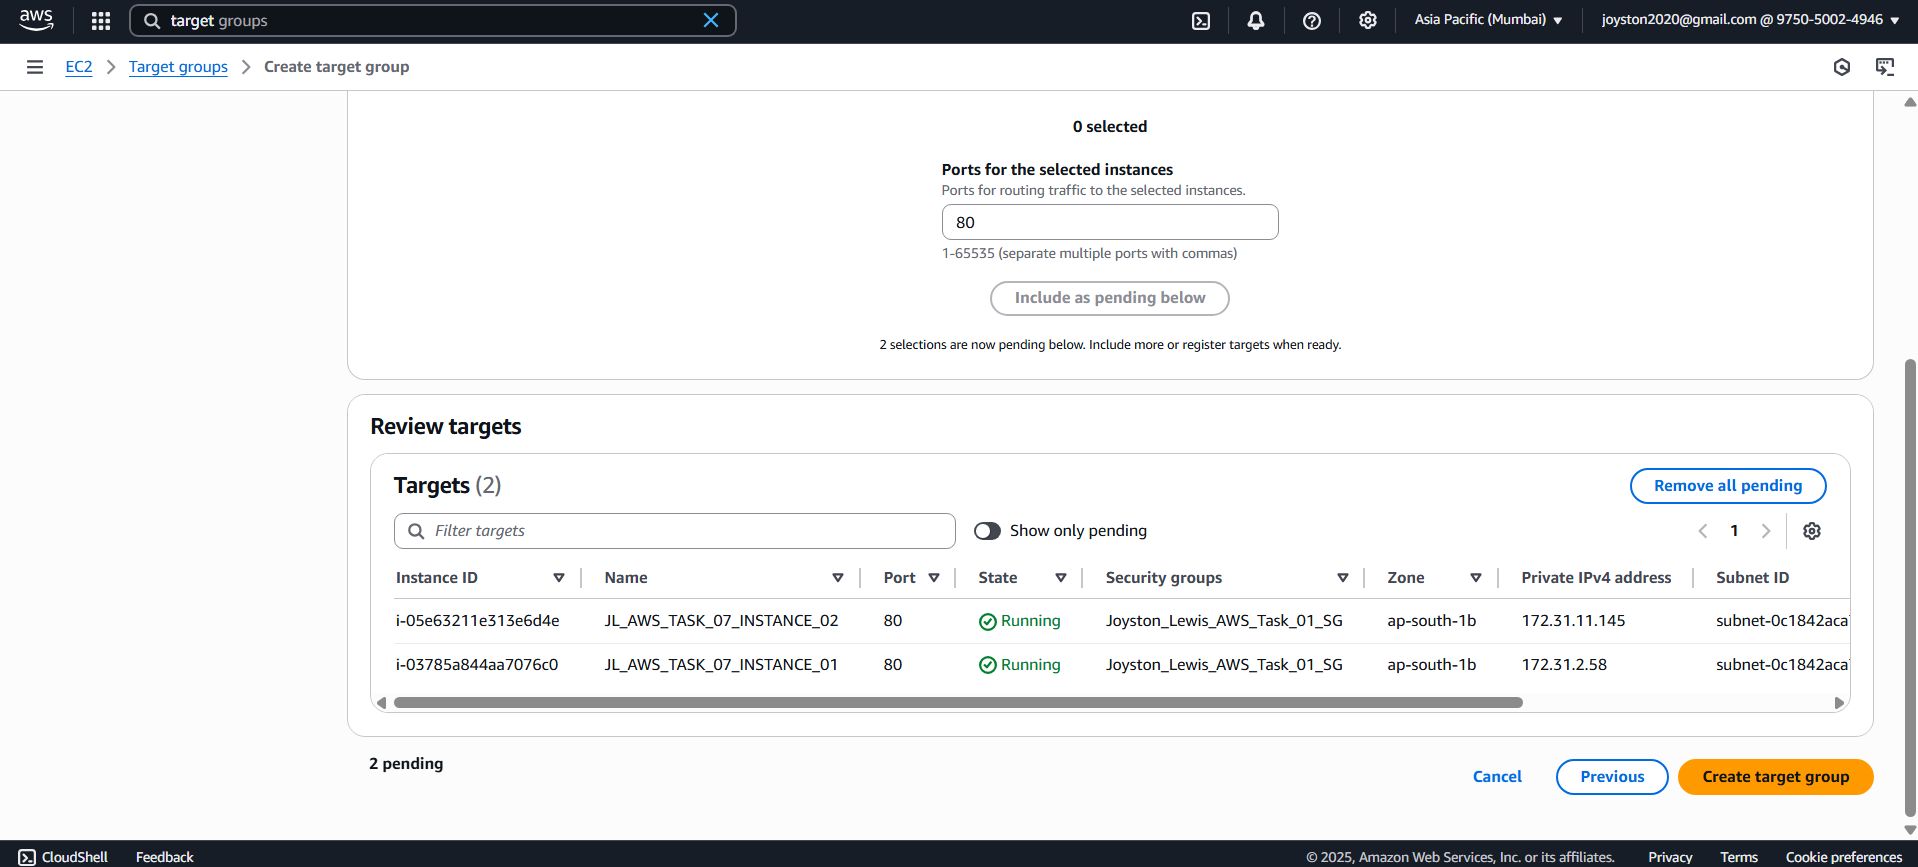 aws
target groups
Asia Pacific (Mumbai)
joyston2020@gmail.com @ 9750-5002-4946
EC2
Target groups
Create target group
0 selected
Ports for the selected instances
Ports for routing traffic to the selected instances.
80
1-65535 (separate multiple ports with commas)
Include as pending below
2 selections are now pending below. Include more or register targets when ready.
Review targets
Targets (2)
Remove all pending
Filter targets
Show only pending
1
Instance ID Name Port State Security groups Zone Private IPv4 address Subnet ID
i-05e63211e313e6d4e JL_AWS_TASK_07_INSTANCE_02 80 Running Joyston_Lewis_AWS_Task_01_SG ap-south-1b 172.31.11.145 subnet-0c1842aca
i-03785a844aa7076c0 JL_AWS_TASK_07_INSTANCE_01 80 Running Joyston_Lewis_AWS_Task_01_SG ap-south-1b 172.31.2.58 subnet-0c1842aca
2 pending
Cancel
Previous
Create target group
CloudShell
Feedback
© 2025, Amazon Web Services, Inc. or its affiliates.
Privacy
Terms
Cookie preferences